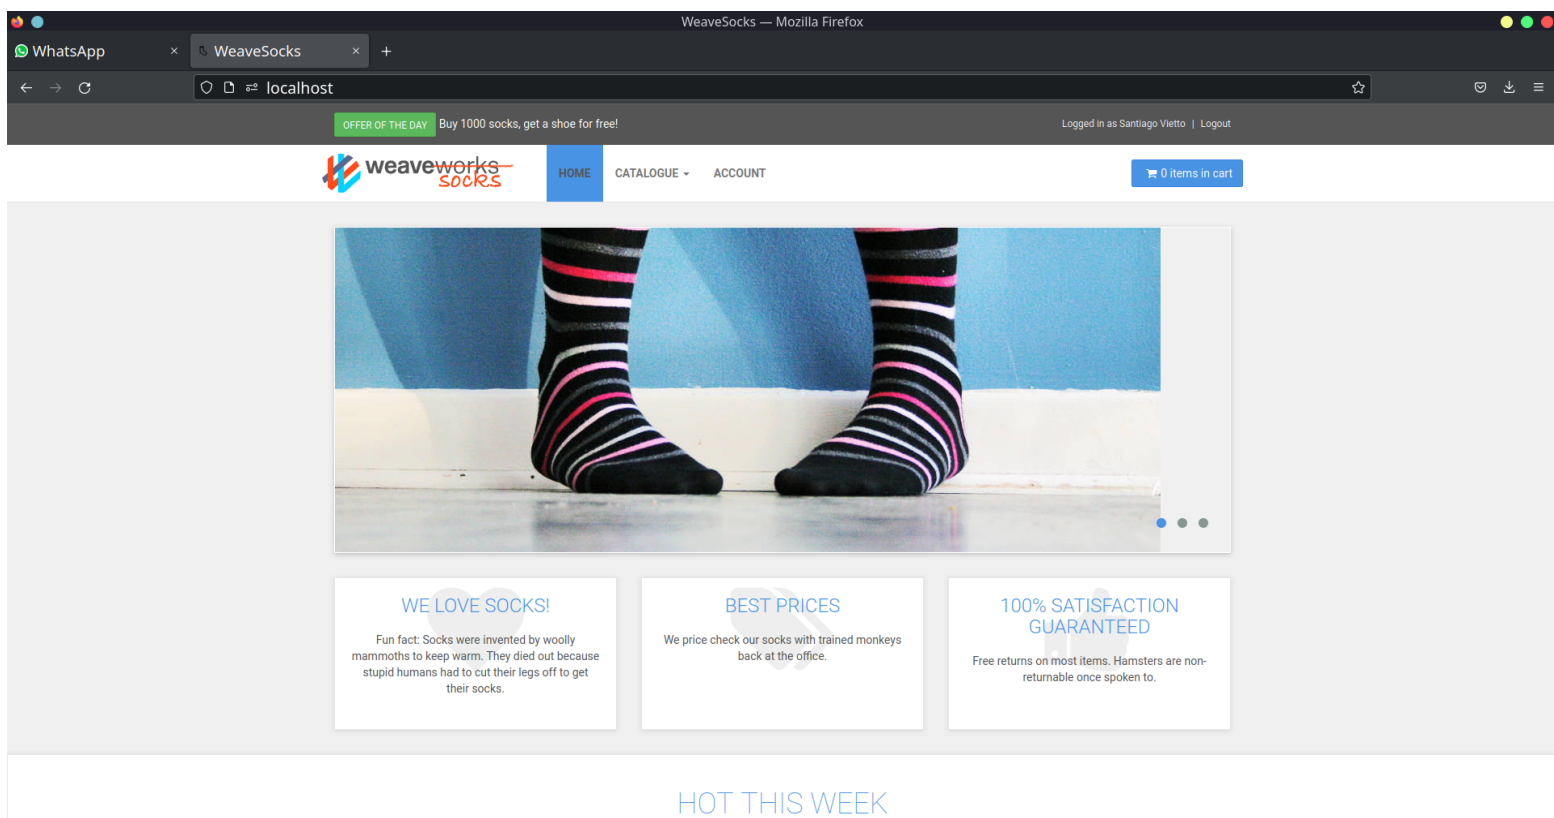 WeaveSocks — Mozilla Firefox
WhatsApp × WeaveSocks × +
localhost
OFFER OF THE DAY Buy 1000 socks, get a shoe for free! Logged in as Santiago Vietto | Logout
weaveworks HOME CATALOGUE ACCOUNT 0 items in cart
socks
WE LOVE SOCKS!
Fun fact: Socks were invented by woolly
mammoths to keep warm. They died out because
stupid humans had to cut their legs off to get
their socks.
BEST PRICES
We price check our socks with trained monkeys
back at the office.
100% SATISFACTION
GUARANTEED
Free returns on most items. Hamsters are non-
returnable once spoken to.
HOT THIS WEEK